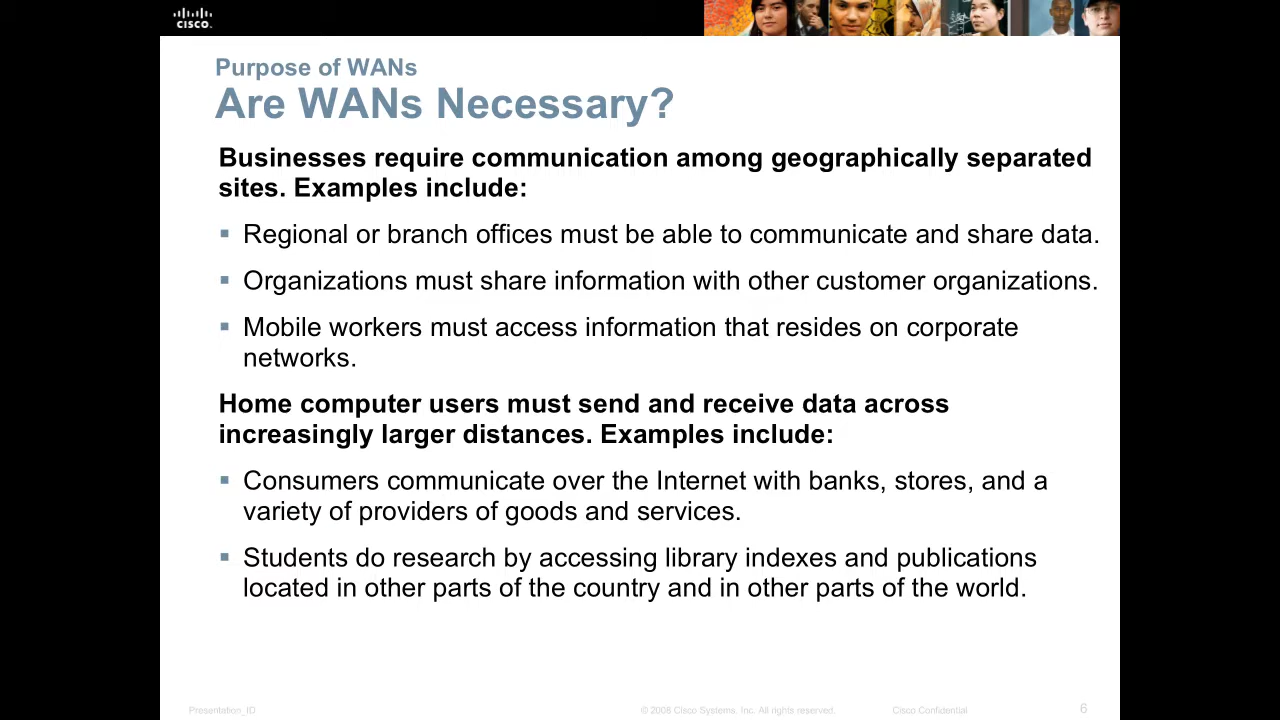 CISCO.
Purpose of WANs
Are WANs Necessary?
Businesses require communication among geographically separated
sites. Examples include:
▪ Regional or branch offices must be able to communicate and share data.
▪ Organizations must share information with other customer organizations.
▪ Mobile workers must access information that resides on corporate
networks.
Home computer users must send and receive data across
increasingly larger distances. Examples include:
▪ Consumers communicate over the Internet with banks, stores, and a
variety of providers of goods and services.
▪ Students do research by accessing library indexes and publications
located in other parts of the country and in other parts of the world.
Presentation_ID © 2008 Cisco Systems, Inc. All rights reserved. Cisco Confidential 6